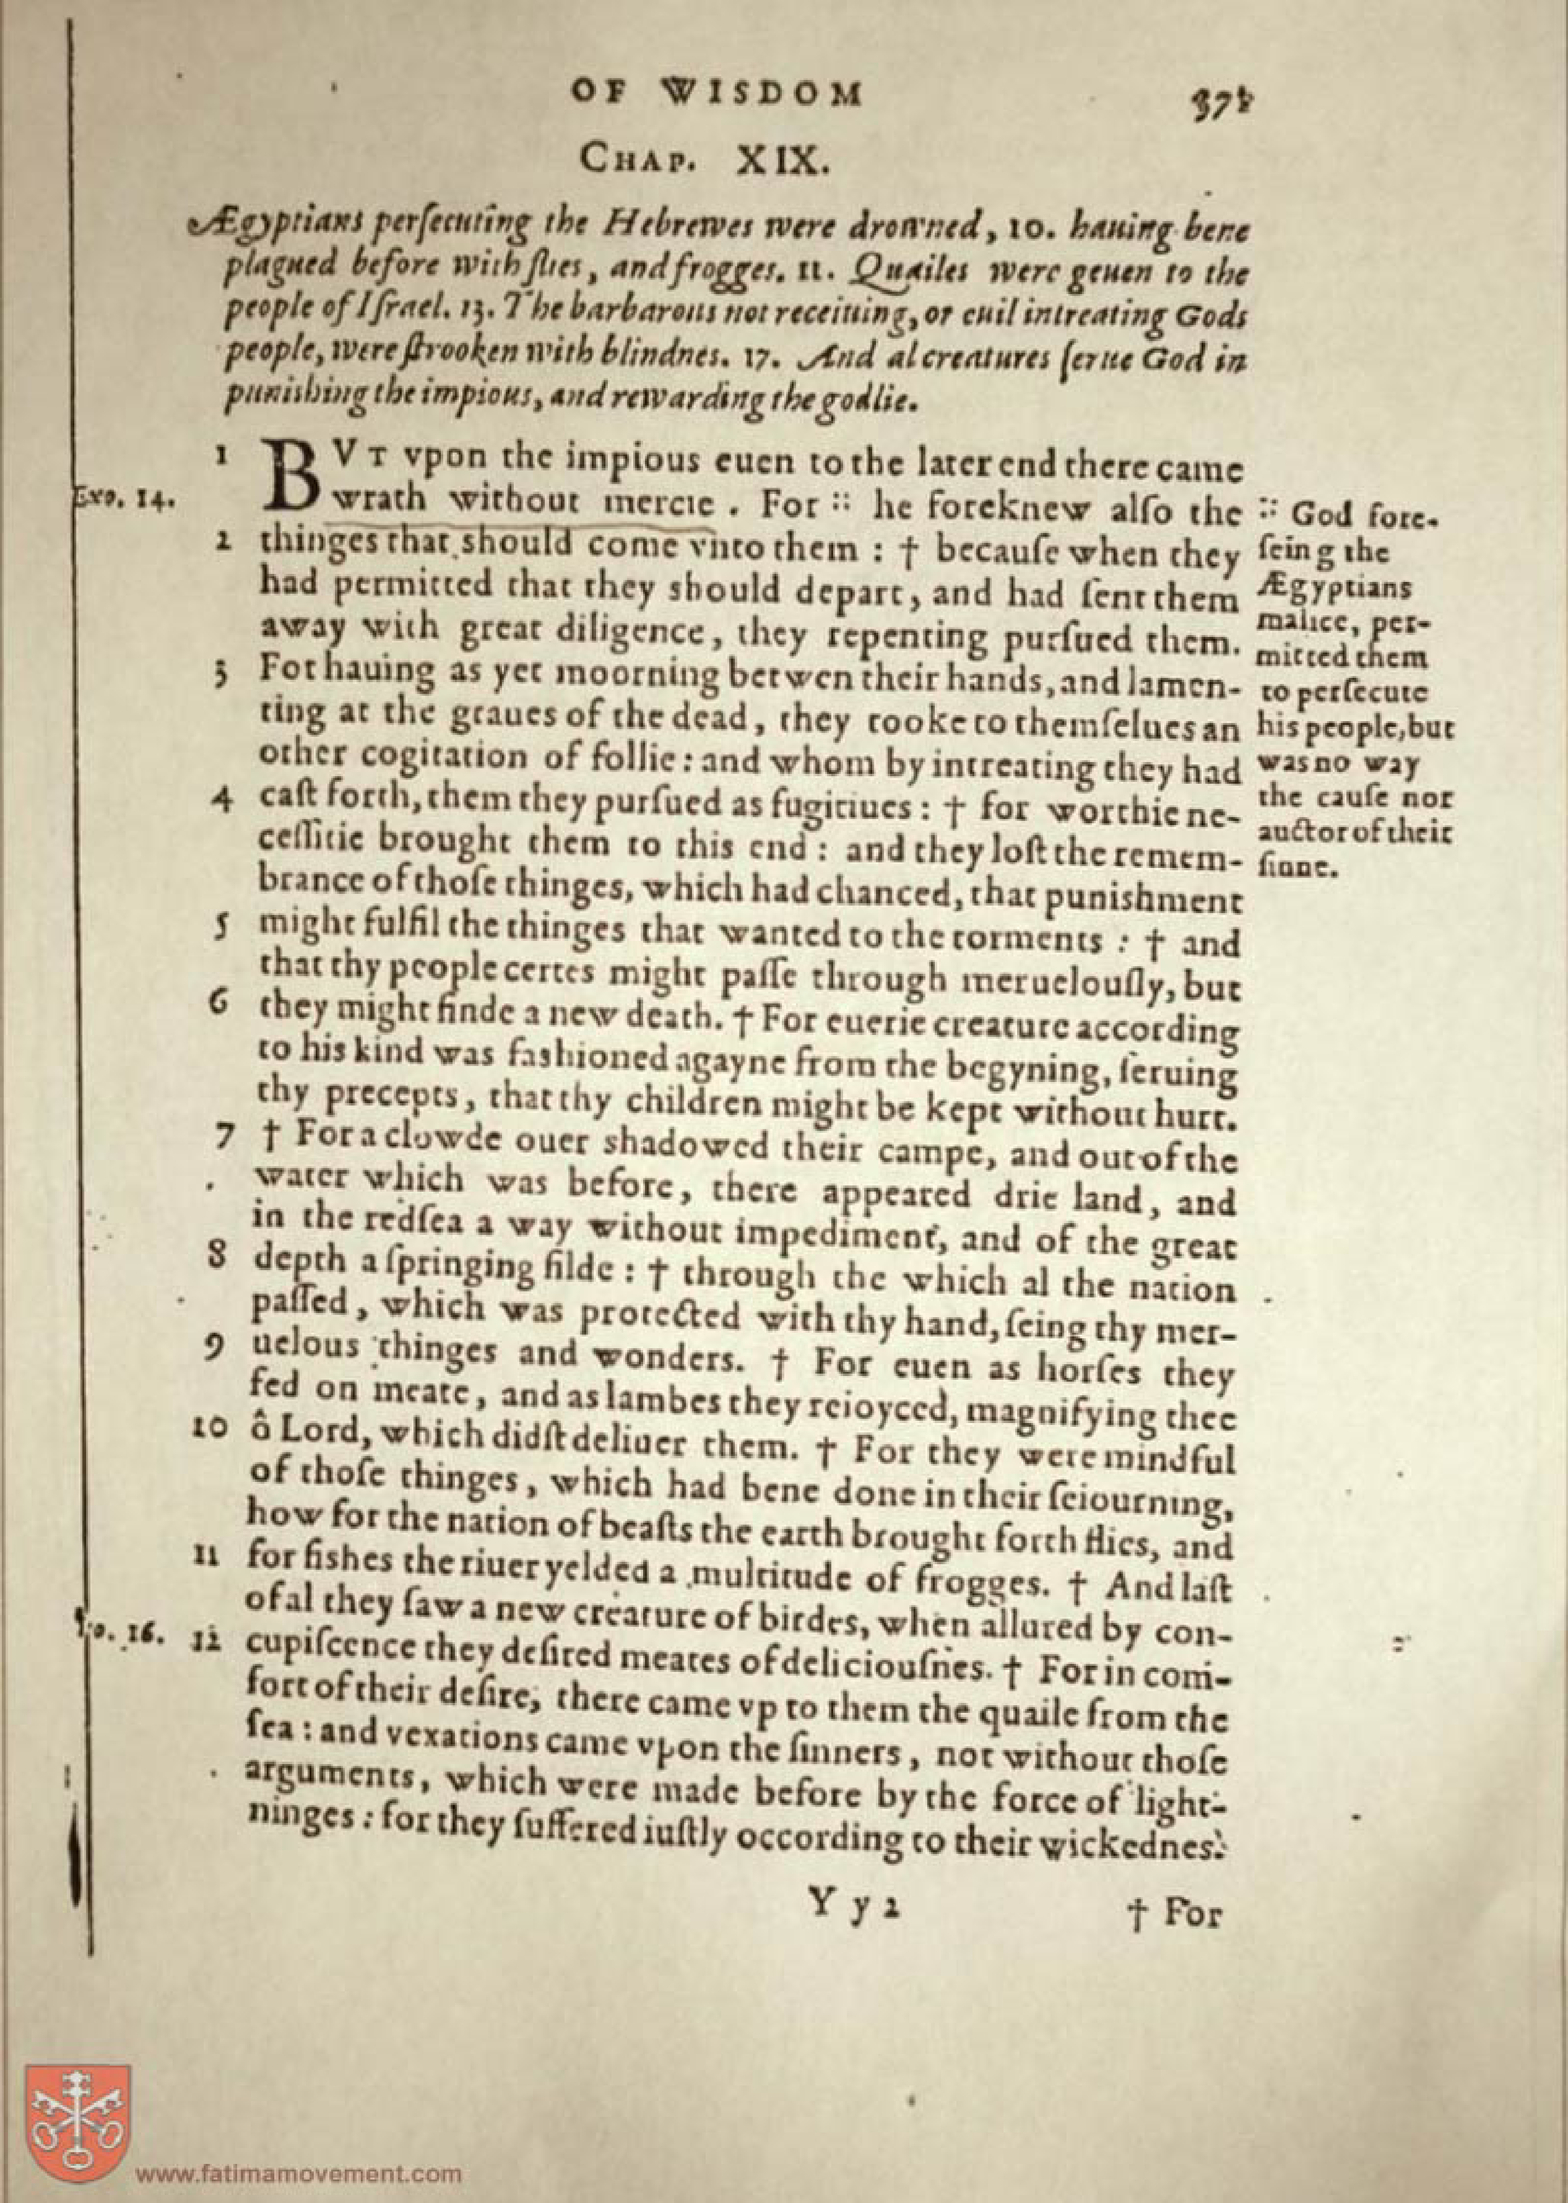 OF WISDOM
CHAP. XIX.
Ægyptians perſecuting the Hebrewes were drowned, 10. hauing bene
plagued before with flies, and frogges. 11. Quailes were geuen to the
people of Iſrael. 13. The barbarous not receiuing, or euil intreating Gods
people, were ſtrooken with blindnes. 17. And al creatures ſerue God in
punishing the impious, and rewarding the godlie.
1 BVT vpon the impious euen to the later end there came
Exo. 14. wrath without mercie . For :: he foreknew alſo the
2 thinges that should come vnto them : † becauſe when they
had permitted that they should depart, and had ſent them
away with great diligence, they repenting purſued them.
3 For hauing as yet moorning betwen their hands, and lamen-
ting at the graues of the dead, they tooke to themſelues an
other cogitation of follie: and whom by intreating they had
4 caſt forth, them they purſued as fugitiues: † for worthie ne-
ceſſitie brought them to this end: and they loſt the remem-
brance of thoſe thinges, which had chanced, that punishment
5 might fulfil the thinges that wanted to the torments : † and
that thy people certes might paſſe through merueloufly, but
6 they might finde a new death. † For euerie creature according
to his kind was fashioned agayne from the begyning, ſeruing
thy precepts, that thy children might be kept without hurt.
7 † For a clowde ouer shadowed their campe, and out of the
water which was before, there appeared drie land, and
in the redſea a way without impediment, and of the great
8 depth a ſpringing filde: † through the which al the nation
paſſed, which was protected with thy hand, ſeing thy mer-
9 uelous thinges and wonders. † For euen as horſes they
fed on meate, and as lambes they reioyced, magnifying thee
10 ô Lord, which didſt deliuer them. † For they were mindful
of thoſe thinges, which had bene done in their ſeiourning,
how for the nation of beaſts the earth brought forth flies, and
11 for fishes the riuer yelded a multitude of frogges. † And laſt
of al they ſaw a new creature of birdes, when allured by con-
12 cupiſcence they deſired meates of deliciouſnes. † For in com-
fort of their deſire, there came vp to them the quaile from the
ſea: and vexations came vpon the ſinners, not without thoſe
arguments, which were made before by the force of light-
ninges: for they ſuffered iuſtly occording to their wickednes.
:: God fore-
ſeing the
Ægyptians
malice, per-
mitted them
to perſecute
his people, but
was no way
the cauſe nor
auctor of their
ſinne.
16.
Y y 2
† For
www.fatimamovement.com